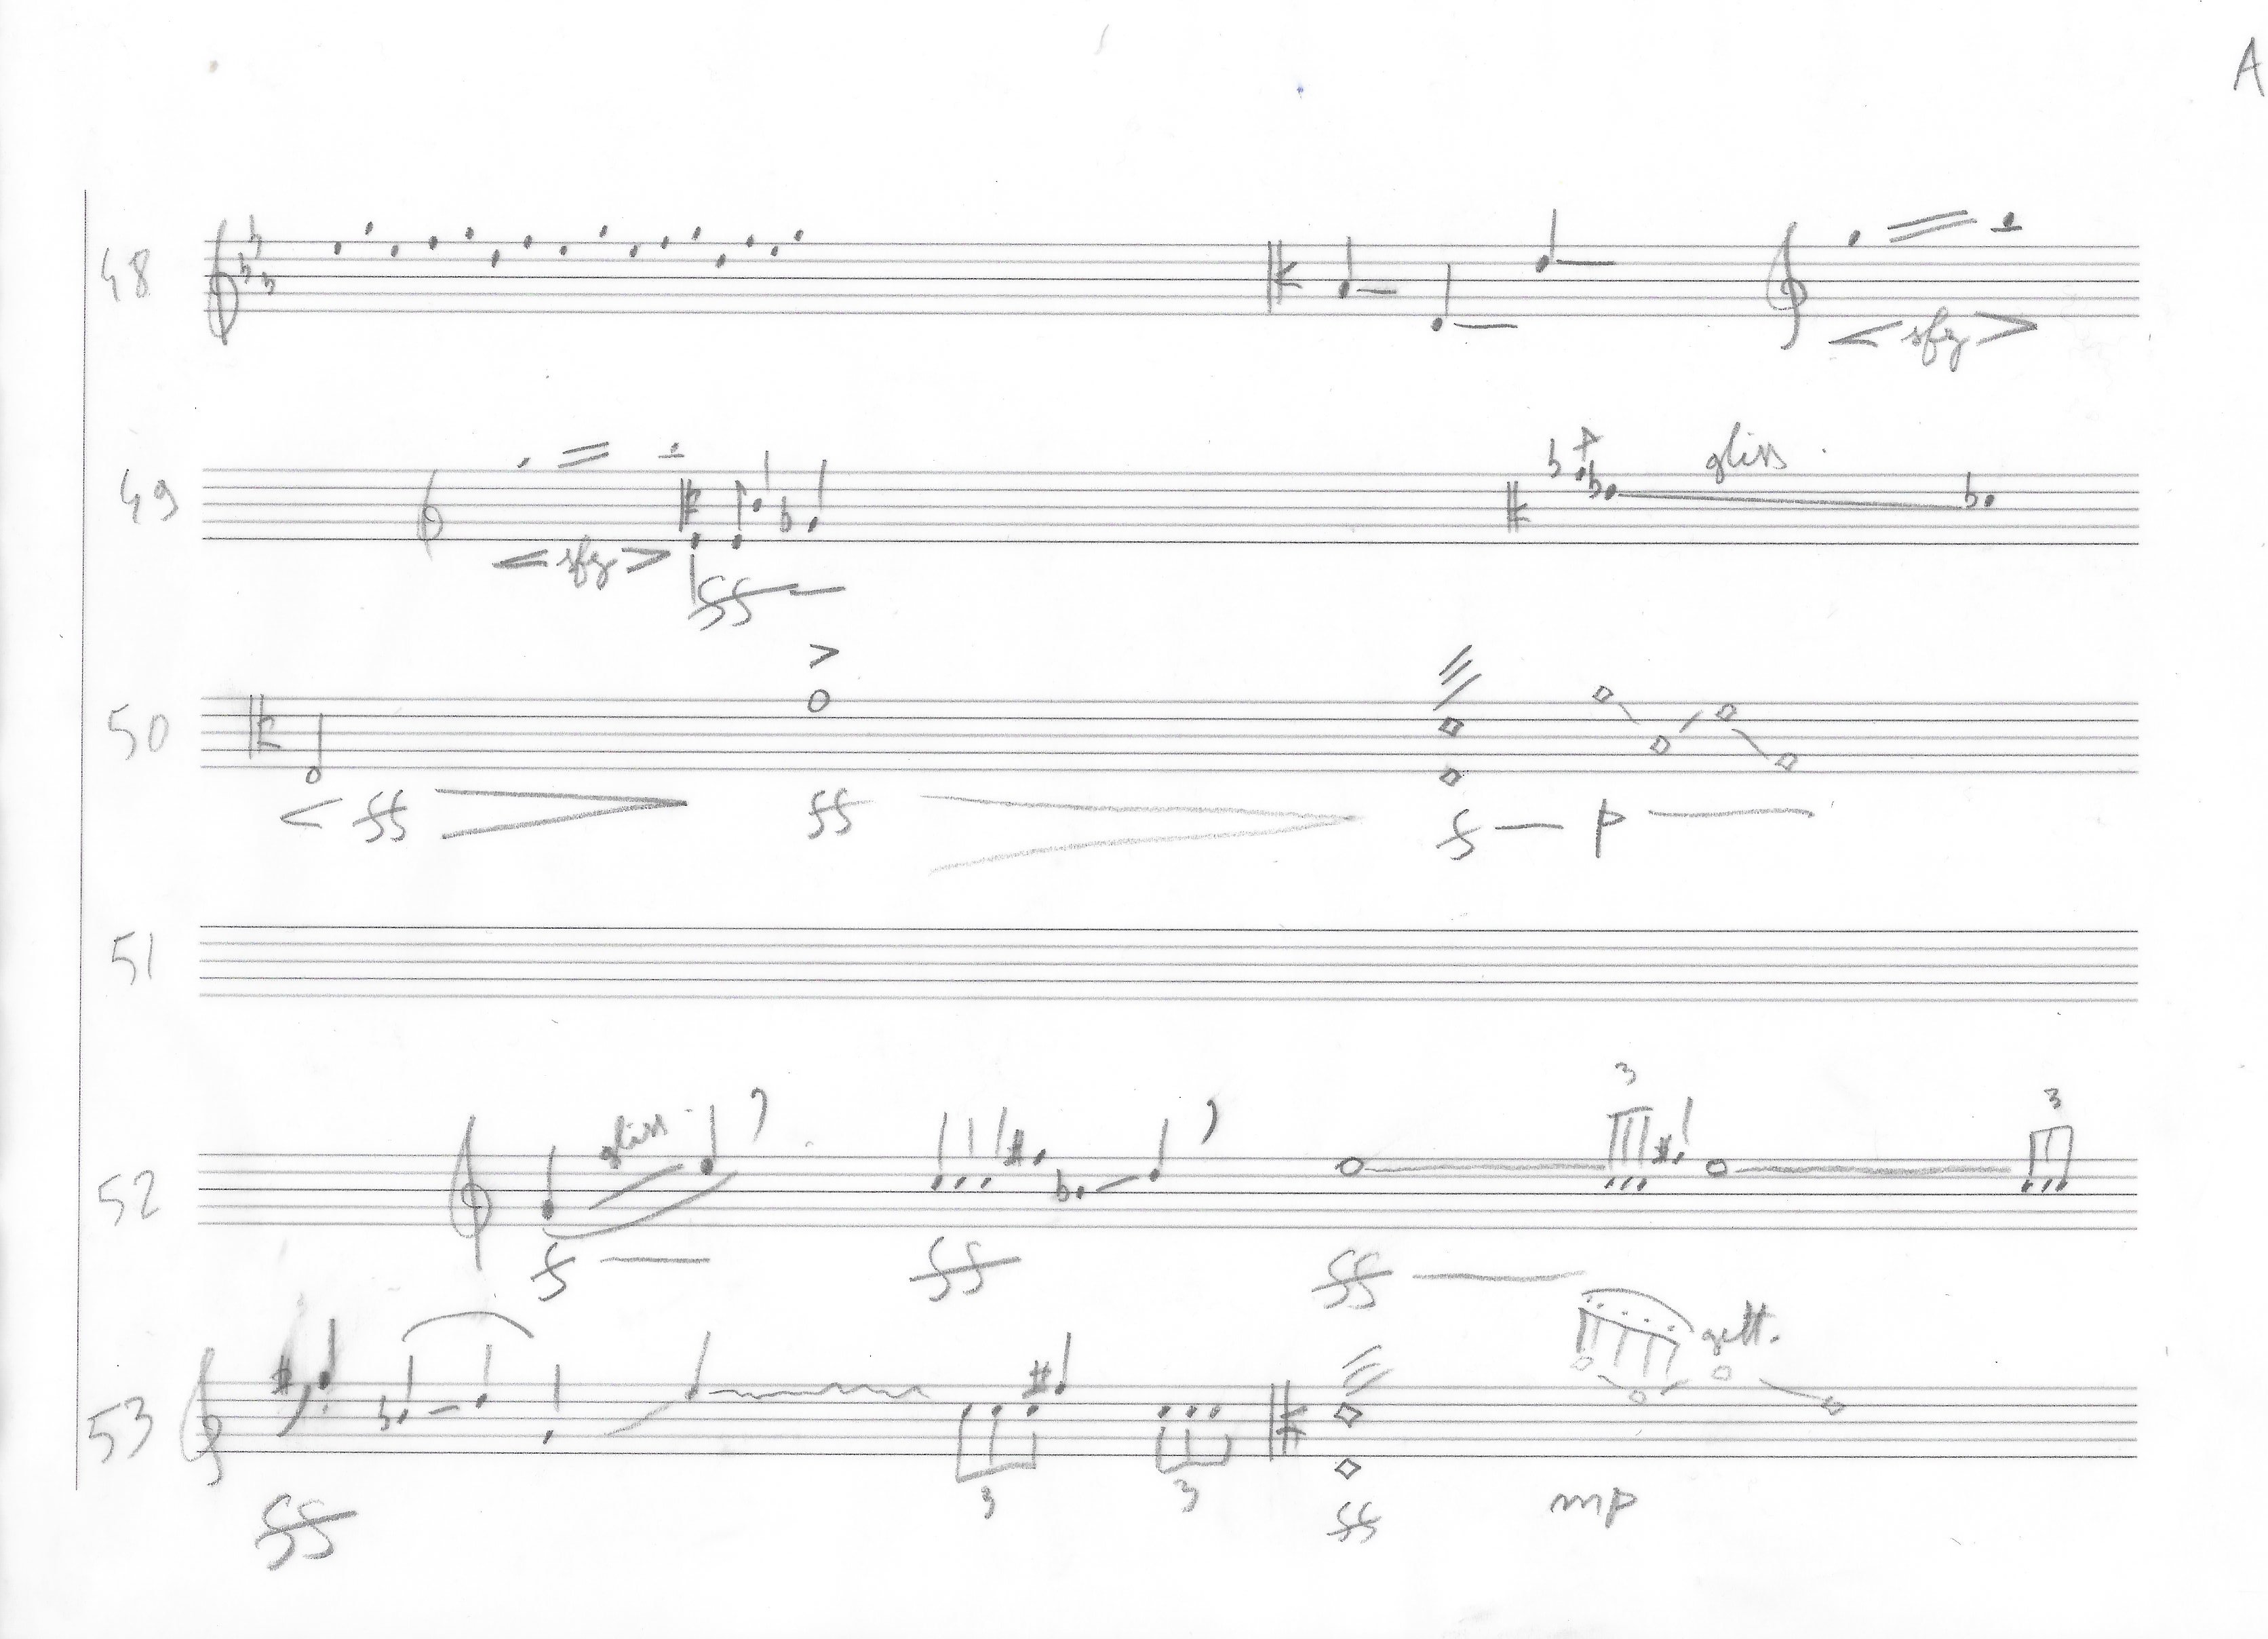 A
48
sfz
49
gliss.
sfz
ff
50
ff ff f p
51
3
3
52
gliss.
f ff ff
gett.
53
3 3
ff ff mp